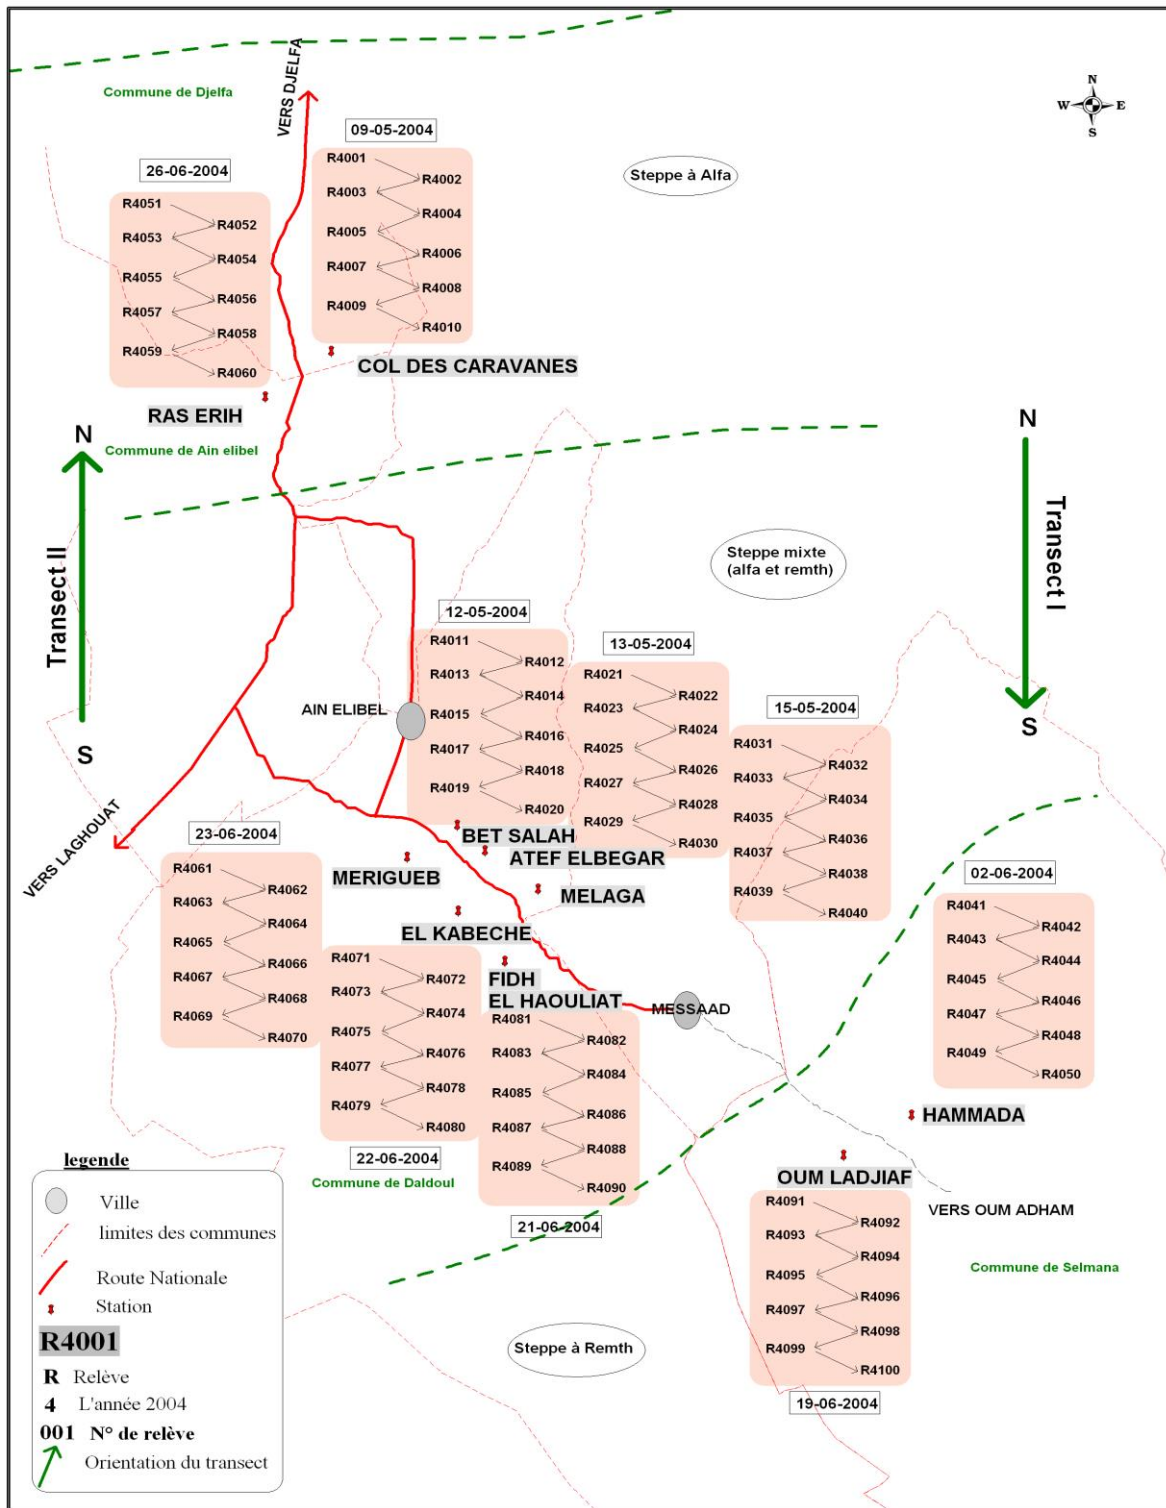 Commune de Djelfa
VERS DJELFA
N
W E
S
09-05-2004
R4001
R4002
R4003
R4004
R4005
R4006
R4007
R4008
R4009
R4010
26-06-2004
R4051
R4052
R4053
R4054
R4055
R4056
R4057
R4058
R4059
R4060
Steppe à Alfa
COL DES CARAVANES
RAS ERIH
Commune de Ain elibel
N
Transect II
S
N
Transect I
S
Steppe mixte
(alfa et remth)
12-05-2004
R4011
R4012
R4013
R4014
R4015
R4016
R4017
R4018
R4019
R4020
13-05-2004
R4021
R4022
R4023
R4024
R4025
R4026
R4027
R4028
R4029
R4030
15-05-2004
R4031
R4032
R4033
R4034
R4035
R4036
R4037
R4038
R4039
R4040
AIN ELIBEL
VERS LAGHOUAT
BET SALAH
ATEF ELBEGAR
MERIGUEB
MELAGA
EL KABECHE
FIDH
EL HAOULIAT
MESSAAD
23-06-2004
R4061
R4062
R4063
R4064
R4065
R4066
R4067
R4068
R4069
R4070
R4071
R4072
R4073
R4074
R4075
R4076
R4077
R4078
R4079
R4080
22-06-2004
Commune de Daldoul
R4081
R4082
R4083
R4084
R4085
R4086
R4087
R4088
R4089
R4090
21-06-2004
02-06-2004
R4041
R4042
R4043
R4044
R4045
R4046
R4047
R4048
R4049
R4050
HAMMADA
OUM LADJIAF
VERS OUM ADHAM
R4091
R4092
R4093
R4094
R4095
R4096
R4097
R4098
R4099
R4100
19-06-2004
Commune de Selmana
Steppe à Remth
legende
Ville
limites des communes
Route Nationale
Station
R4001
R Relève
4 L'année 2004
001 N° de relève
Orientation du transect